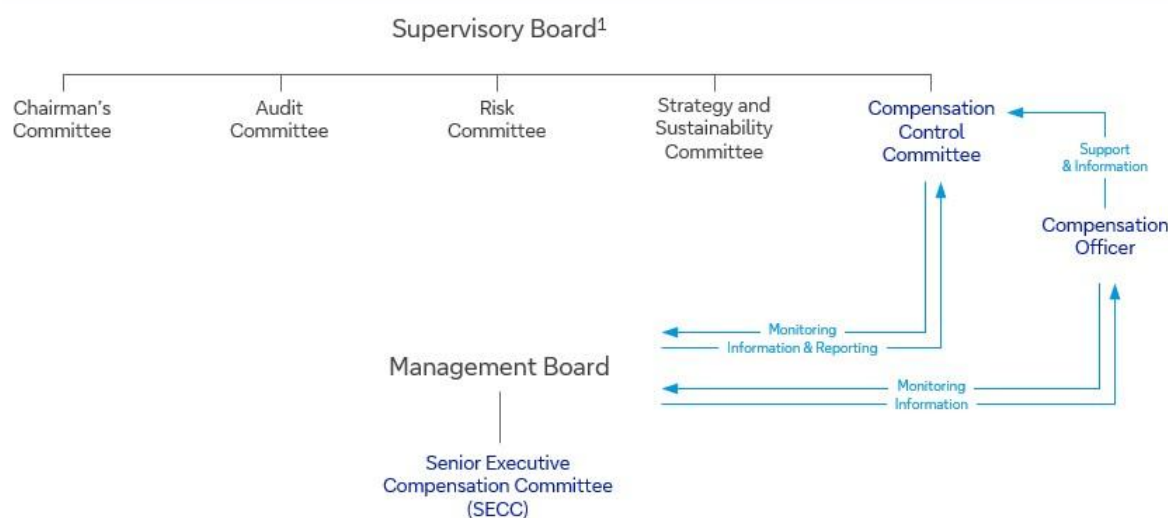 Supervisory Board¹
Chairman's
Committee
Audit
Committee
Risk
Committee
Strategy and
Sustainability
Committee
Compensation
Control
Committee
Support
& Information
Compensation
Officer
Monitoring
Information & Reporting
Management Board
Monitoring
Information
Senior Executive
Compensation Committee
(SECC)